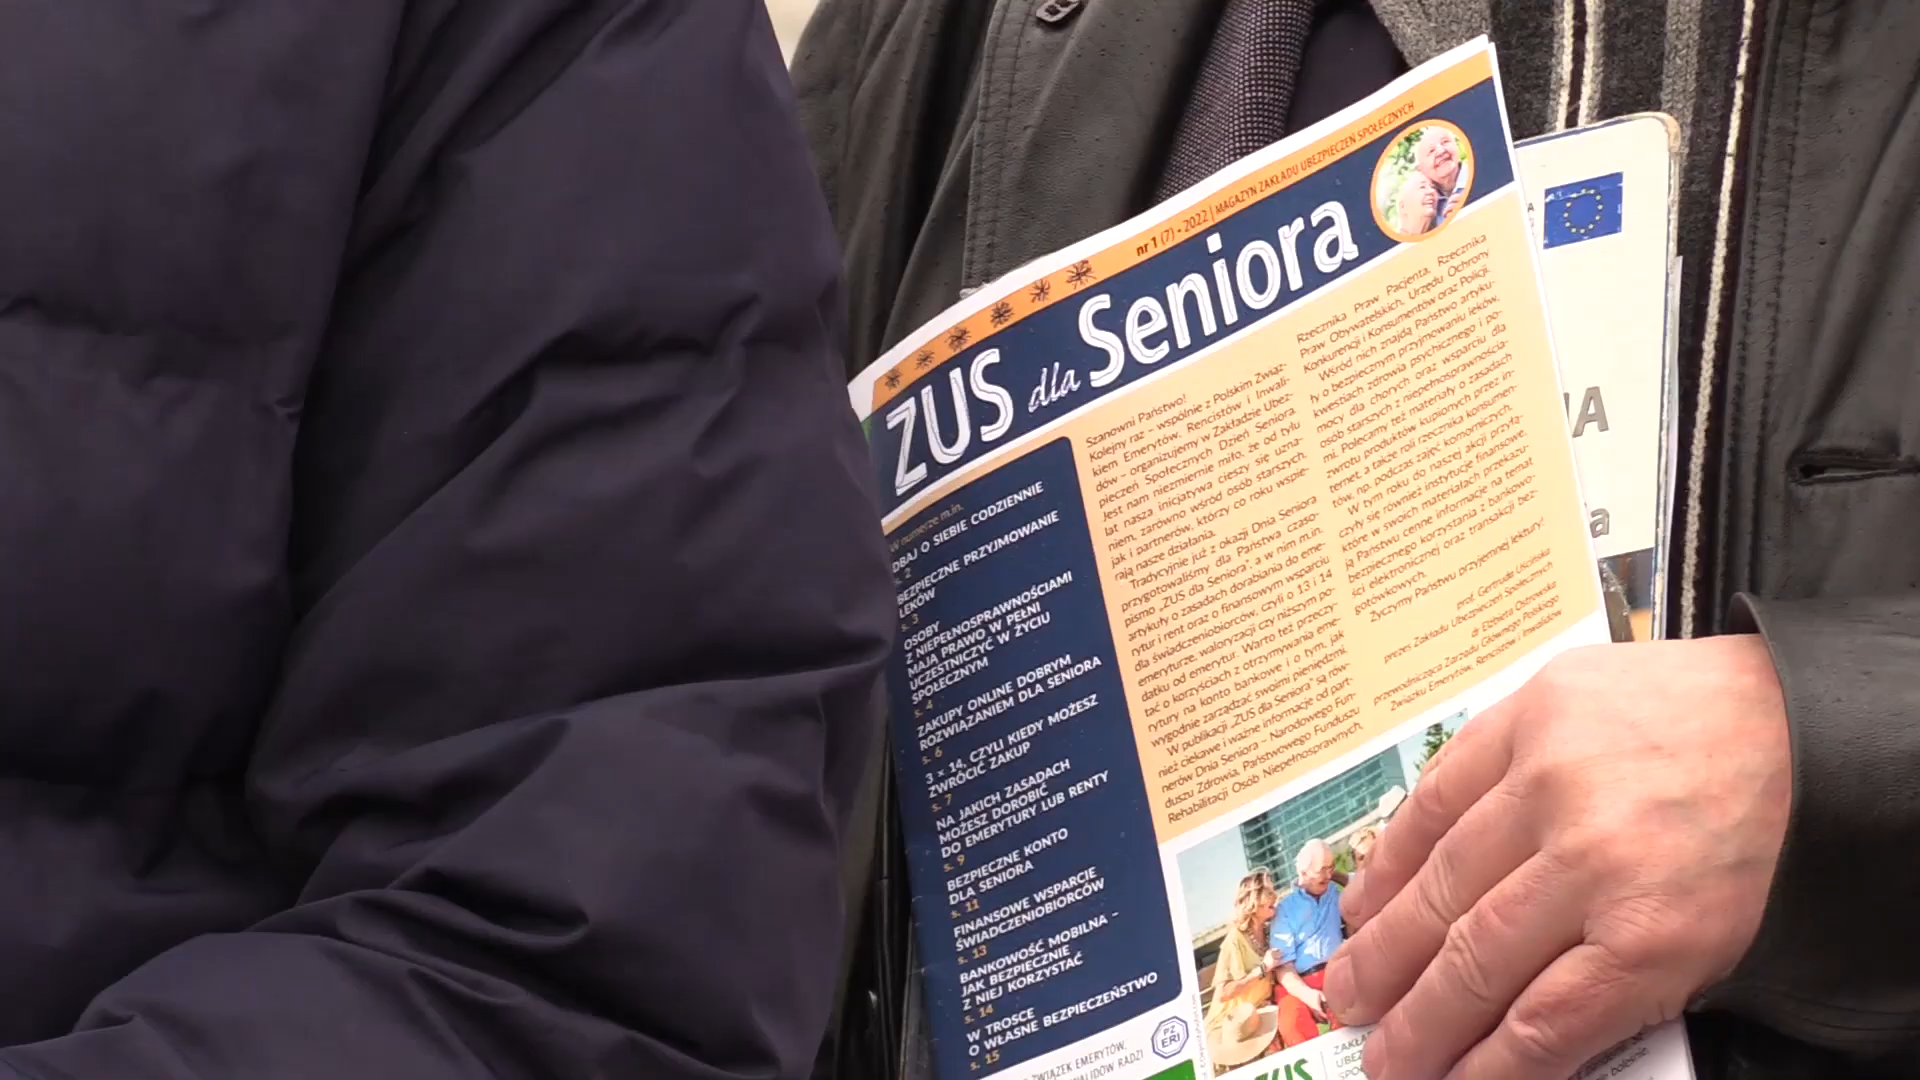 nr 1 (7) • 2022 | MAGAZYN ZAKŁADU UBEZPIECZEŃ SPOŁECZNYCH
ZUS dla Seniora
W numerze m.in.
DBAJ O SIEBIE CODZIENNIE
s. 2
BEZPIECZNE PRZYJMOWANIE
LEKÓW
s. 3
OSOBY
Z NIEPEŁNOSPRAWNOŚCIAMI
MAJĄ PRAWO W PEŁNI
UCZESTNICZYĆ W ŻYCIU
SPOŁECZNYM
s. 4
ZAKUPY ONLINE DOBRYM
ROZWIĄZANIEM DLA SENIORA
s. 6
3 × 14, CZYLI KIEDY MOŻESZ
ZWRÓCIĆ ZAKUP
s. 7
NA JAKICH ZASADACH
MOŻESZ DOROBIĆ
DO EMERYTURY LUB RENTY
s. 9
BEZPIECZNE KONTO
DLA SENIORA
s. 11
FINANSOWE WSPARCIE
ŚWIADCZENIOBIORCÓW
s. 13
BANKOWOŚĆ MOBILNA –
JAK BEZPIECZNIE
Z NIEJ KORZYSTAĆ
s. 14
W TROSCE
O WŁASNE BEZPIECZEŃSTWO
s. 15
Szanowni Państwo!
Kolejny raz – wspólnie z Polskim Związ-
kiem Emerytów, Rencistów i Inwali-
dów – organizujemy w Zakładzie Ubez-
pieczeń Społecznych Dzień Seniora
Jest nam niezmiernie miło, że od tylu
lat nasza inicjatywa cieszy się uzna-
niem, zarówno wśród osób starszych,
jak i partnerów, którzy co roku wspie-
rają nasze działania.
Tradycyjnie już z okazji Dnia Seniora
przygotowaliśmy dla Państwa czaso-
pismo „ZUS dla Seniora”, a w nim m.in.
artykuły o zasadach dorabiania do eme-
rytur i rent oraz o finansowym wsparciu
dla świadczeniobiorców, czyli o 13 i 14
emeryturze, waloryzacji czy niższym po-
datku od emerytur. Warto też przeczy-
tać o korzyściach z otrzymywania eme-
rytury na konto bankowe i o tym, jak
wygodnie zarządzać swoimi pieniędzmi.
W publikacji „ZUS dla Seniora” są rów-
nież ciekawe i ważne informacje od part-
nerów Dnia Seniora – Narodowego Fun-
duszu Zdrowia, Państwowego Funduszu
Rehabilitacji Osób Niepełnosprawnych,
Rzecznika Praw Pacjenta, Rzecznika
Praw Obywatelskich, Urzędu Ochrony
Konkurencji i Konsumentów oraz Policji.
Wśród nich znajdą Państwo artyku-
ły o bezpiecznym przyjmowaniu leków,
kwestiach zdrowia psychicznego i po-
mocy dla chorych oraz wsparciu dla
osób starszych z niepełnosprawnościa-
mi. Polecamy też materiały o zasadach
zwrotu produktów kupionych przez in-
ternet, a także roli rzecznika konsumen-
tów, np. podczas zajęć komorniczych.
W tym roku do naszej akcji przyłą-
czyły się również instytucje finansowe,
które w swoich materiałach przekazu-
ją Państwu cenne informacje na temat
bezpiecznego korzystania z bankowo-
ści elektronicznej oraz transakcji bez-
gotówkowych.
Życzymy Państwu przyjemnej lektury!
prof. Gertruda Uścińska
prezes Zakładu Ubezpieczeń Społecznych
dr Elżbieta Ostrowska
przewodnicząca Zarządu Głównego Polskiego
Związku Emerytów, Rencistów i Inwalidów
PZ
ERI
ZWIĄZEK EMERYTÓW,
ZUS